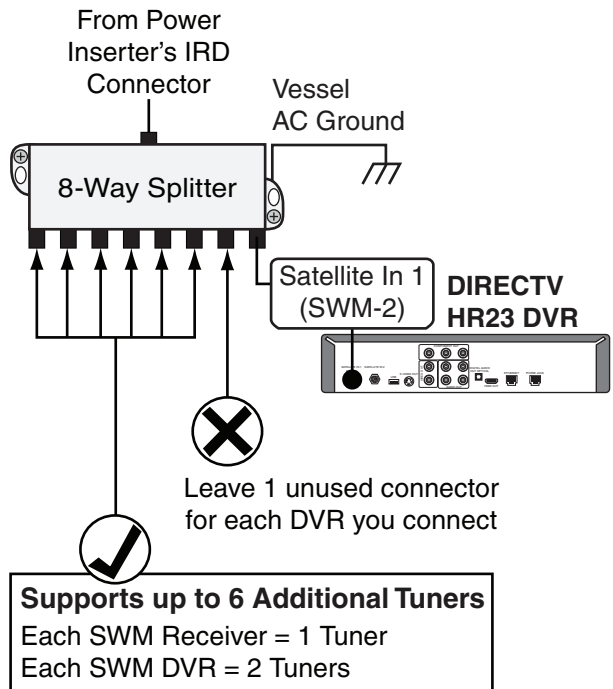 From Power
Inserter's IRD
Connector
Vessel
AC Ground
8-Way Splitter
Satellite In 1
(SWM-2)
DIRECTV
HR23 DVR
Leave 1 unused connector
for each DVR you connect
Supports up to 6 Additional Tuners
Each SWM Receiver = 1 Tuner
Each SWM DVR = 2 Tuners